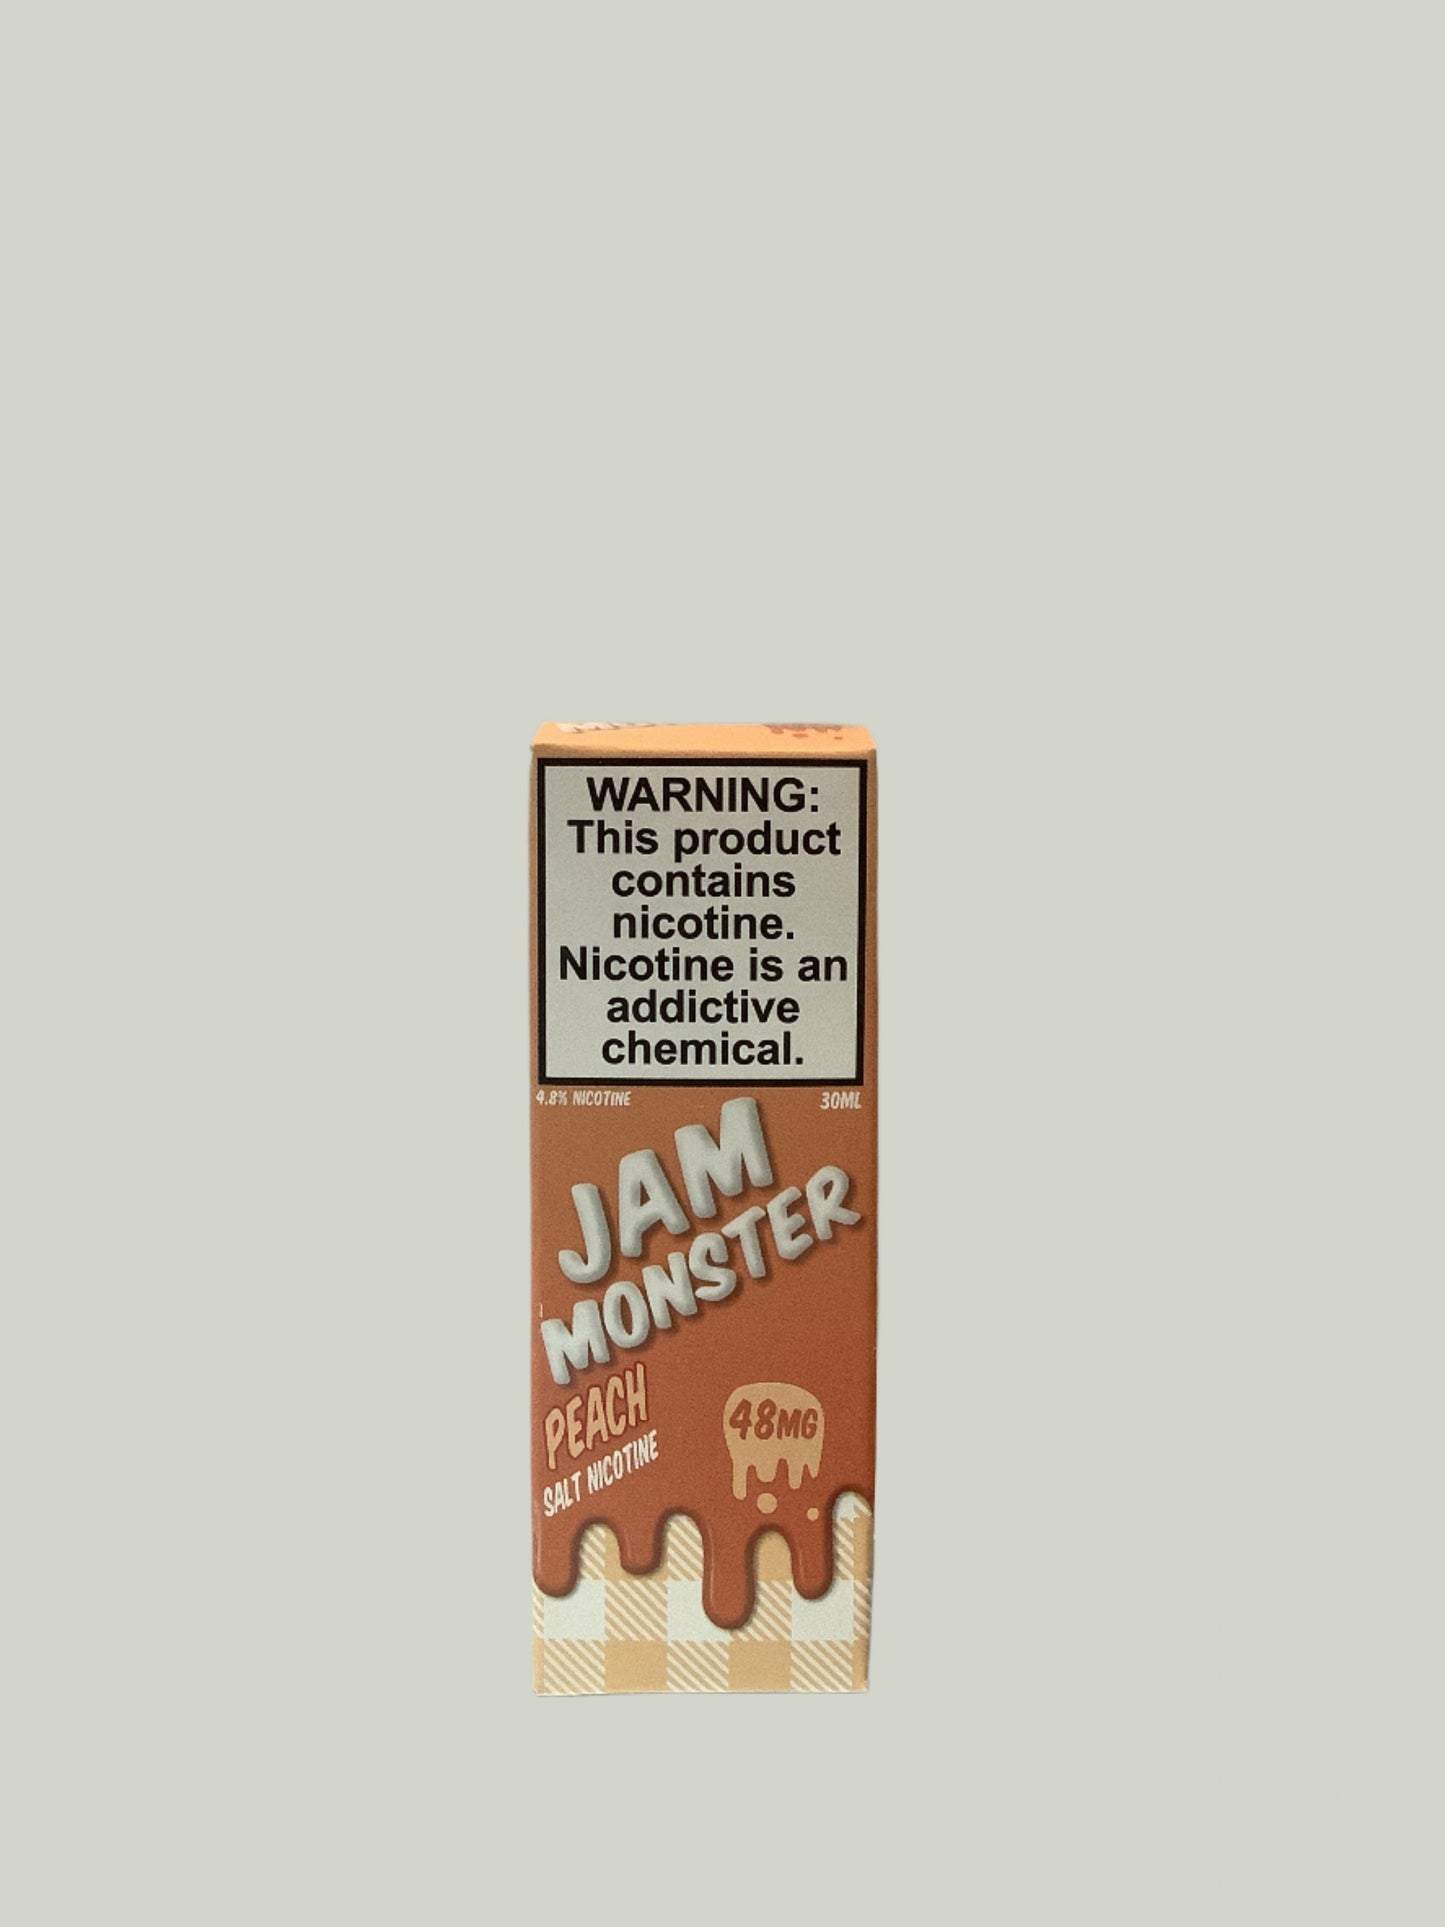 WARNING:
This product
contains
nicotine.
Nicotine is an
addictive
chemical.
4.8% NICOTINE 30ML
JAM
MONSTER
PEACH
SALT NICOTINE
48MG